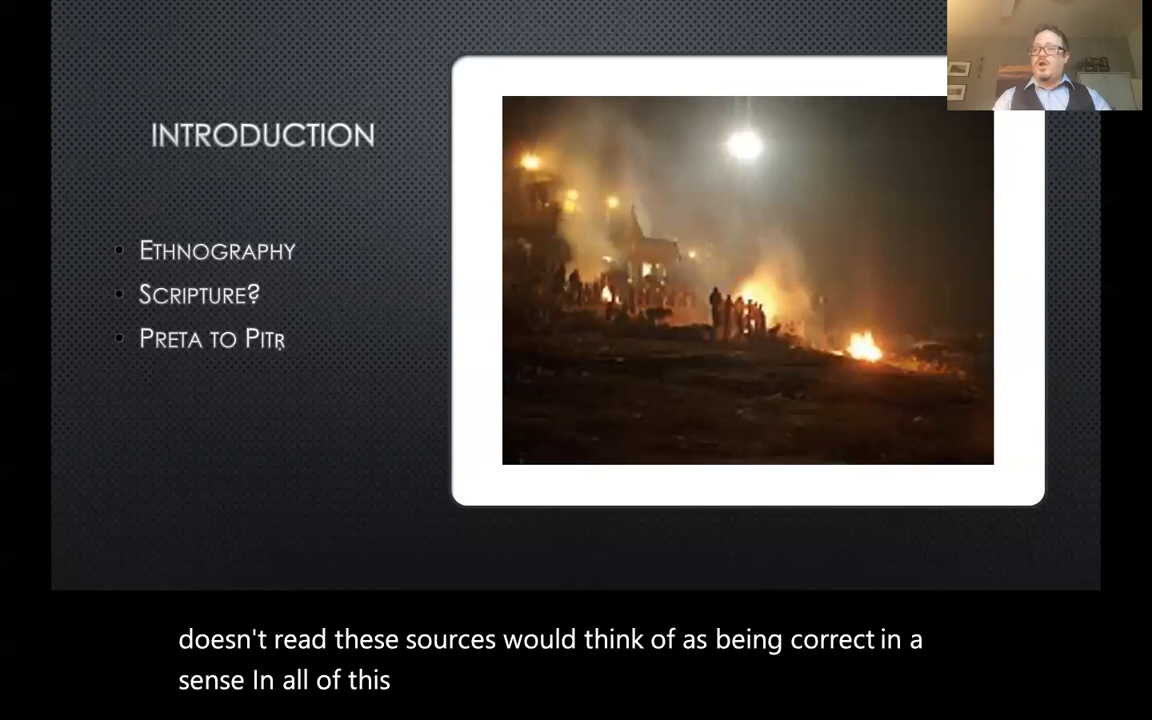 INTRODUCTION
ETHNOGRAPHY
SCRIPTURE?
PRETA TO PITṚ
doesn't read these sources would think of as being correct in a
sense In all of this